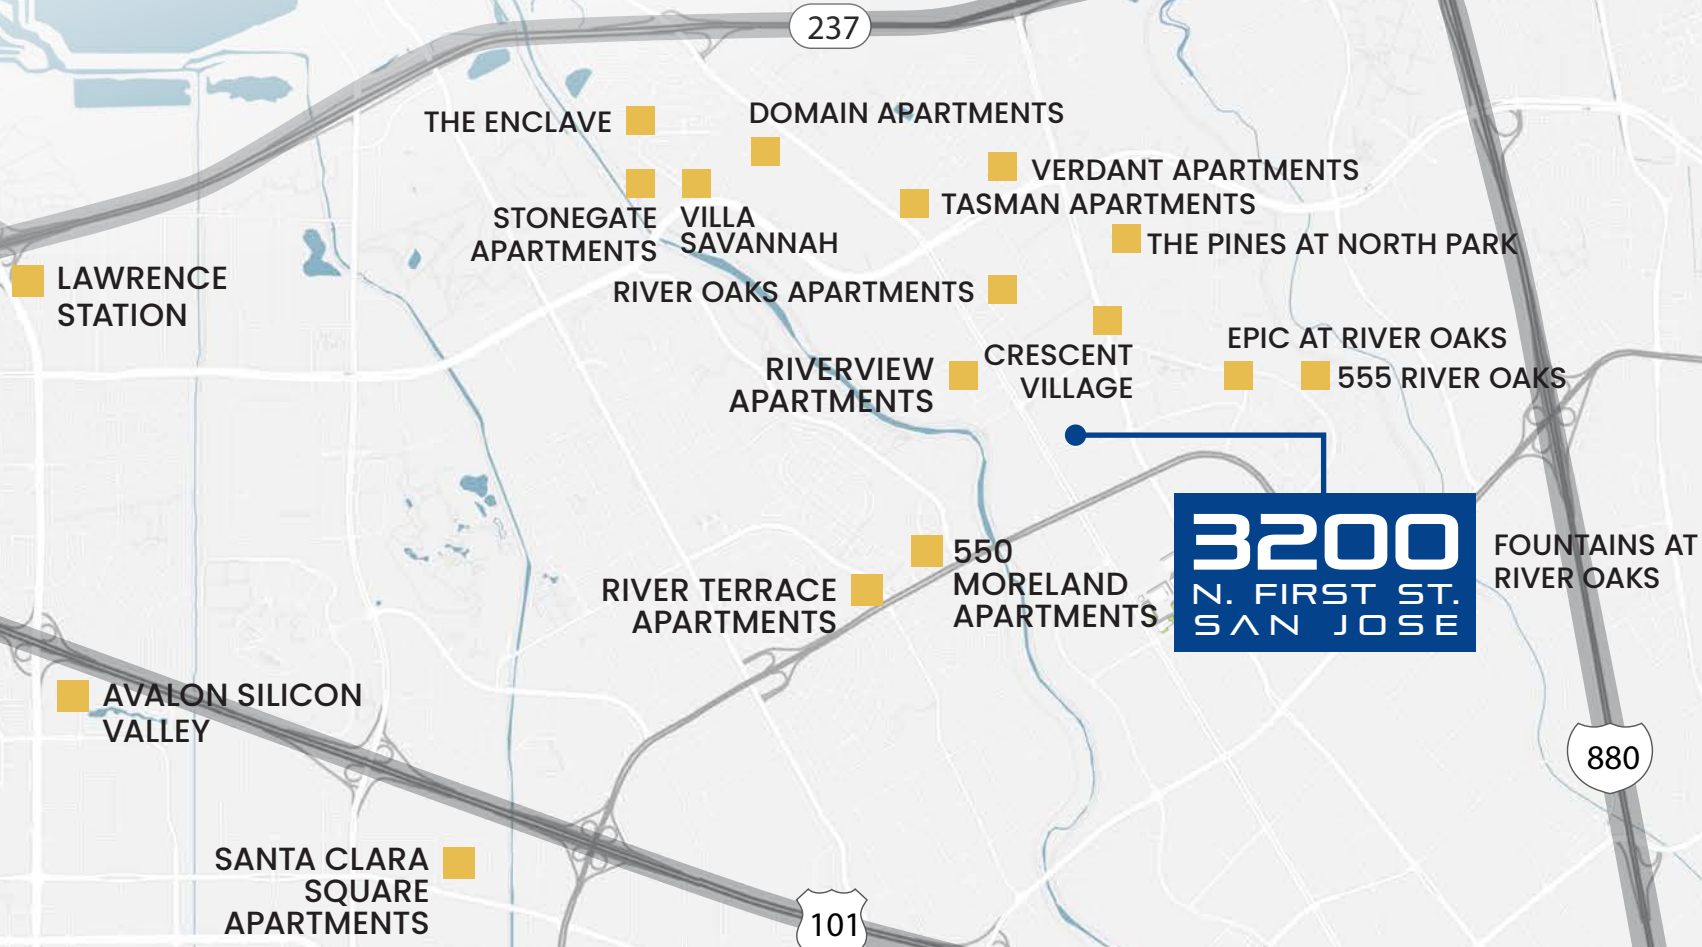 237
THE ENCLAVE
DOMAIN APARTMENTS
VERDANT APARTMENTS
STONEGATE
APARTMENTS
VILLA
SAVANNAH
TASMAN APARTMENTS
THE PINES AT NORTH PARK
LAWRENCE
STATION
RIVER OAKS APARTMENTS
EPIC AT RIVER OAKS
RIVERVIEW
APARTMENTS
CRESCENT
VILLAGE
555 RIVER OAKS
3200
N. FIRST ST.
SAN JOSE
FOUNTAINS AT
RIVER OAKS
550
MORELAND
APARTMENTS
RIVER TERRACE
APARTMENTS
AVALON SILICON
VALLEY
880
SANTA CLARA
SQUARE
APARTMENTS
101